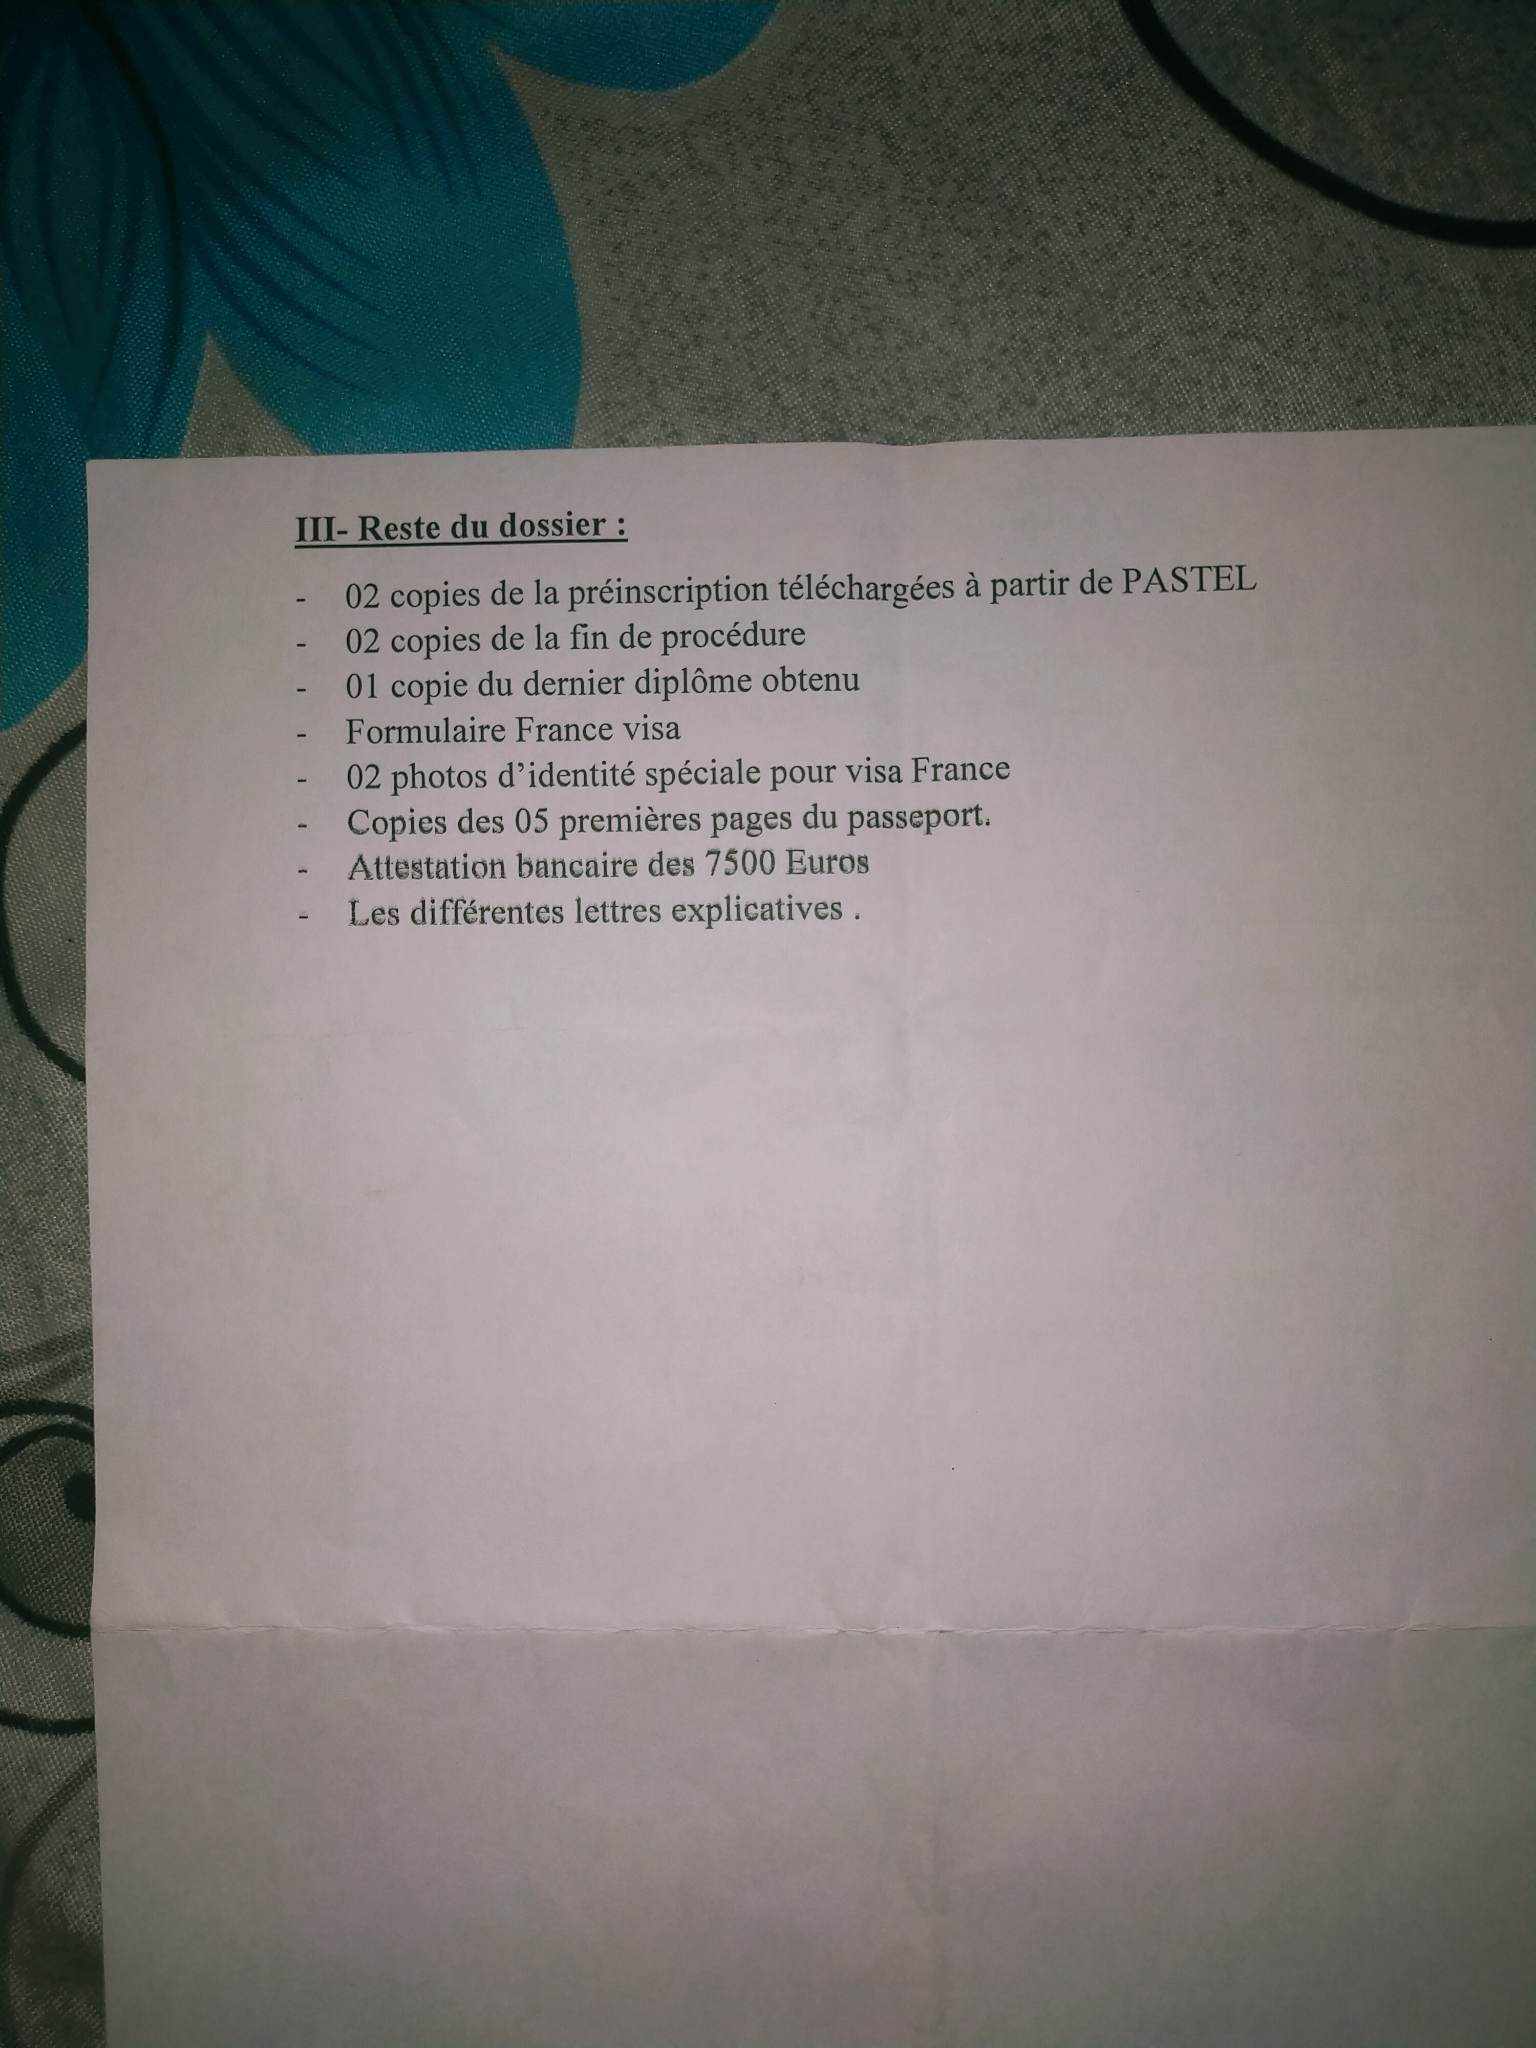 III- Reste du dossier :
- 02 copies de la préinscription téléchargées à partir de PASTEL
- 02 copies de la fin de procédure
- 01 copie du dernier diplôme obtenu
- Formulaire France visa
- 02 photos d’identité spéciale pour visa France
- Copies des 05 premières pages du passeport.
- Attestation bancaire des 7500 Euros
- Les différentes lettres explicatives .